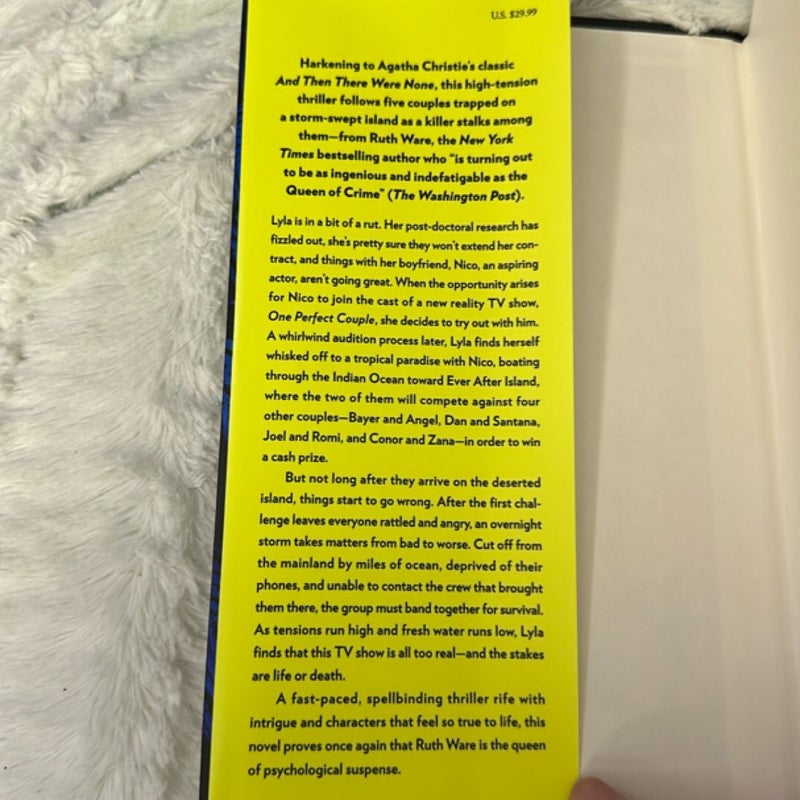 U.S. $29.99
Harkening to Agatha Christie's classic
And Then There Were None, this high-tension
thriller follows five couples trapped on
a storm-swept island as a killer stalks among
them—from Ruth Ware, the New York
Times bestselling author who "is turning out
to be as ingenious and indefatigable as the
Queen of Crime" (The Washington Post).
Lyla is in a bit of a rut. Her post-doctoral research has
fizzled out, she's pretty sure they won't extend her con-
tract, and things with her boyfriend, Nico, an aspiring
actor, aren't going great. When the opportunity arises
for Nico to join the cast of a new reality TV show,
One Perfect Couple, she decides to try out with him.
A whirlwind audition process later, Lyla finds herself
whisked off to a tropical paradise with Nico, boating
through the Indian Ocean toward Ever After Island,
where the two of them will compete against four
other couples—Bayer and Angel, Dan and Santana,
Joel and Romi, and Conor and Zana—in order to win
a cash prize.
But not long after they arrive on the deserted
island, things start to go wrong. After the first chal-
lenge leaves everyone rattled and angry, an overnight
storm takes matters from bad to worse. Cut off from
the mainland by miles of ocean, deprived of their
phones, and unable to contact the crew that brought
them there, the group must band together for survival.
As tensions run high and fresh water runs low, Lyla
finds that this TV show is all too real—and the stakes
are life or death.
A fast-paced, spellbinding thriller rife with
intrigue and characters that feel so true to life, this
novel proves once again that Ruth Ware is the queen
of psychological suspense.